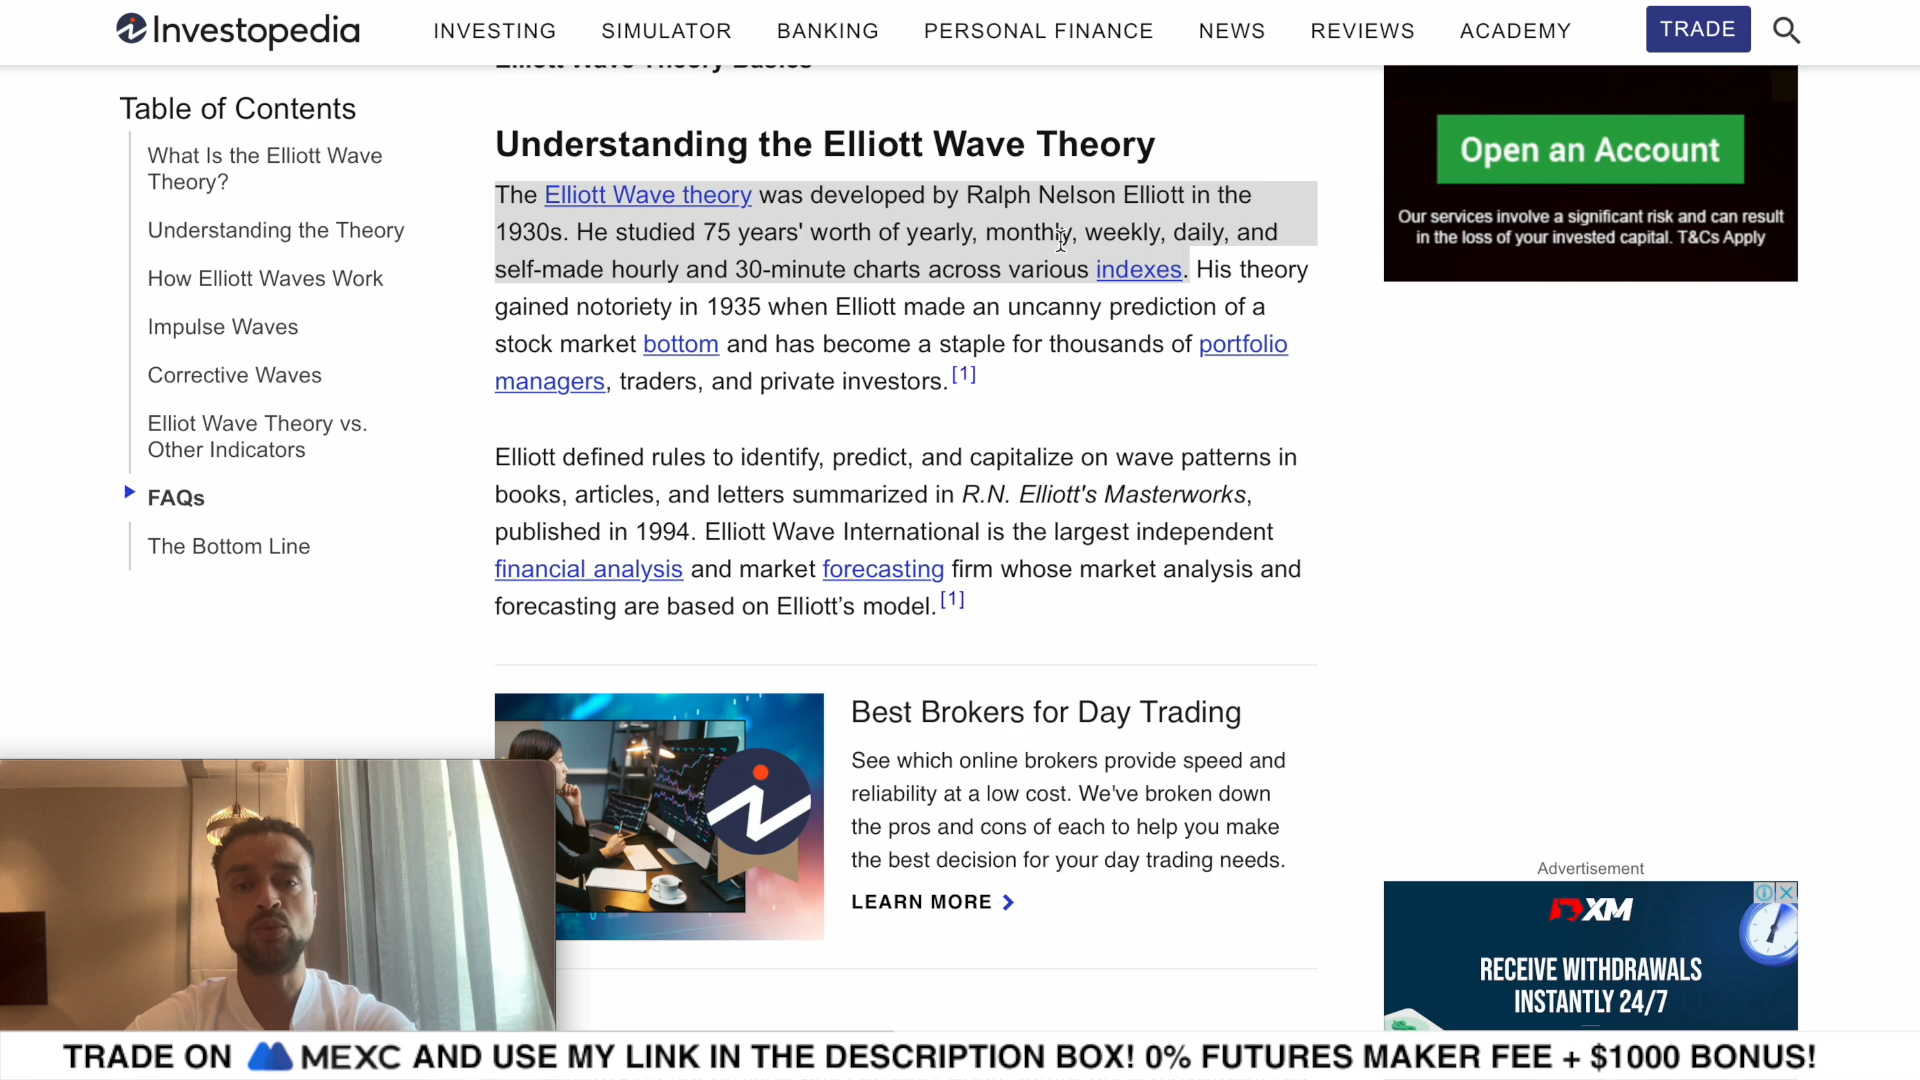 Investopedia
INVESTING
SIMULATOR
BANKING
PERSONAL FINANCE
NEWS
REVIEWS
ACADEMY
TRADE
Elliott Wave Theory Basics
Table of Contents
What Is the Elliott Wave
Theory?
Understanding the Theory
How Elliott Waves Work
Impulse Waves
Corrective Waves
Elliot Wave Theory vs.
Other Indicators
FAQs
The Bottom Line
Understanding the Elliott Wave Theory
The Elliott Wave theory was developed by Ralph Nelson Elliott in the
1930s. He studied 75 years' worth of yearly, monthly, weekly, daily, and
self-made hourly and 30-minute charts across various indexes. His theory
gained notoriety in 1935 when Elliott made an uncanny prediction of a
stock market bottom and has become a staple for thousands of portfolio
managers, traders, and private investors. [1]
Elliott defined rules to identify, predict, and capitalize on wave patterns in
books, articles, and letters summarized in R.N. Elliott's Masterworks,
published in 1994. Elliott Wave International is the largest independent
financial analysis and market forecasting firm whose market analysis and
forecasting are based on Elliott’s model. [1]
Best Brokers for Day Trading
See which online brokers provide speed and
reliability at a low cost. We've broken down
the pros and cons of each to help you make
the best decision for your day trading needs.
LEARN MORE
Open an Account
Our services involve a significant risk and can result
in the loss of your invested capital. T&Cs Apply
Advertisement
XM
RECEIVE WITHDRAWALS
INSTANTLY 24/7
TRADE ON MEXC AND USE MY LINK IN THE DESCRIPTION BOX! 0% FUTURES MAKER FEE + $1000 BONUS!